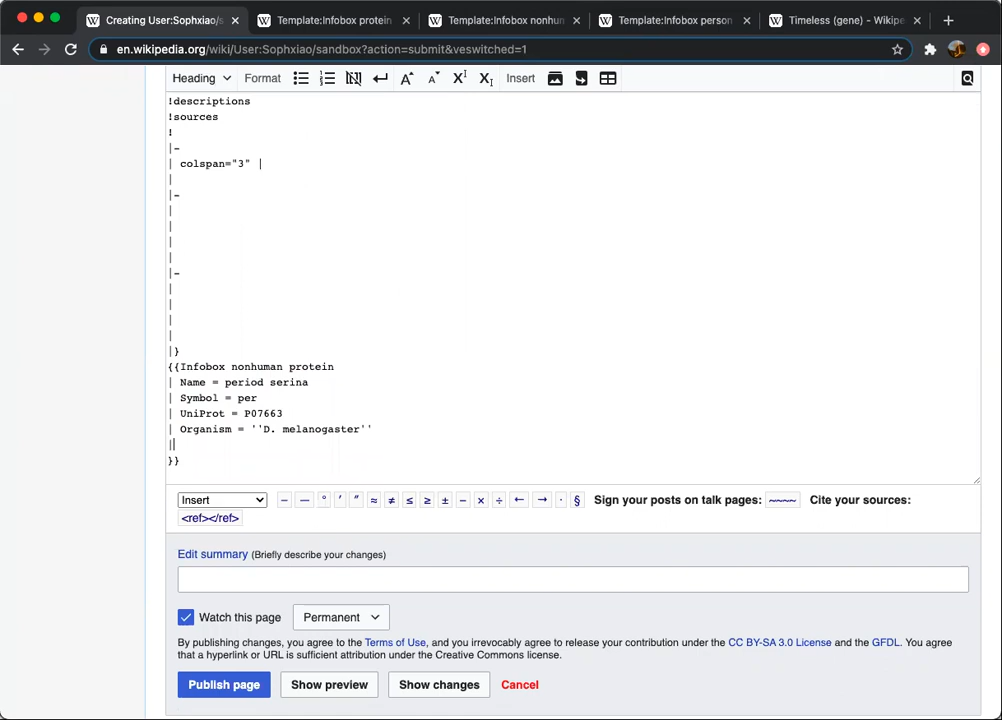 Creating User:Sophxiao/s
Template:Infobox protein
Template:Infobox nonhum
Template:Infobox person
Timeless (gene) - Wikipe
en.wikipedia.org/wiki/User:Sophxiao/sandbox?action=submit&veswitched=1
Heading Format Insert
!descriptions
!sources
!
|-
| colspan="3" |
|
|-
|
|
|
|
|-
|
|
|
|
|}
{{Infobox nonhuman protein
| Name = period serina
| Symbol = per
| UniProt = P07663
| Organism = ''D. melanogaster''
|
}}
Insert – — ° ′ ″ ≈ ≠ ≤ ≥ ± − × ÷ ← → · § Sign your posts on talk pages: ~~~~ Cite your sources:
<ref></ref>
Edit summary (Briefly describe your changes)
Watch this page Permanent
By publishing changes, you agree to the Terms of Use, and you irrevocably agree to release your contribution under the CC BY-SA 3.0 License and the GFDL. You agree
that a hyperlink or URL is sufficient attribution under the Creative Commons license.
Publish page Show preview Show changes Cancel